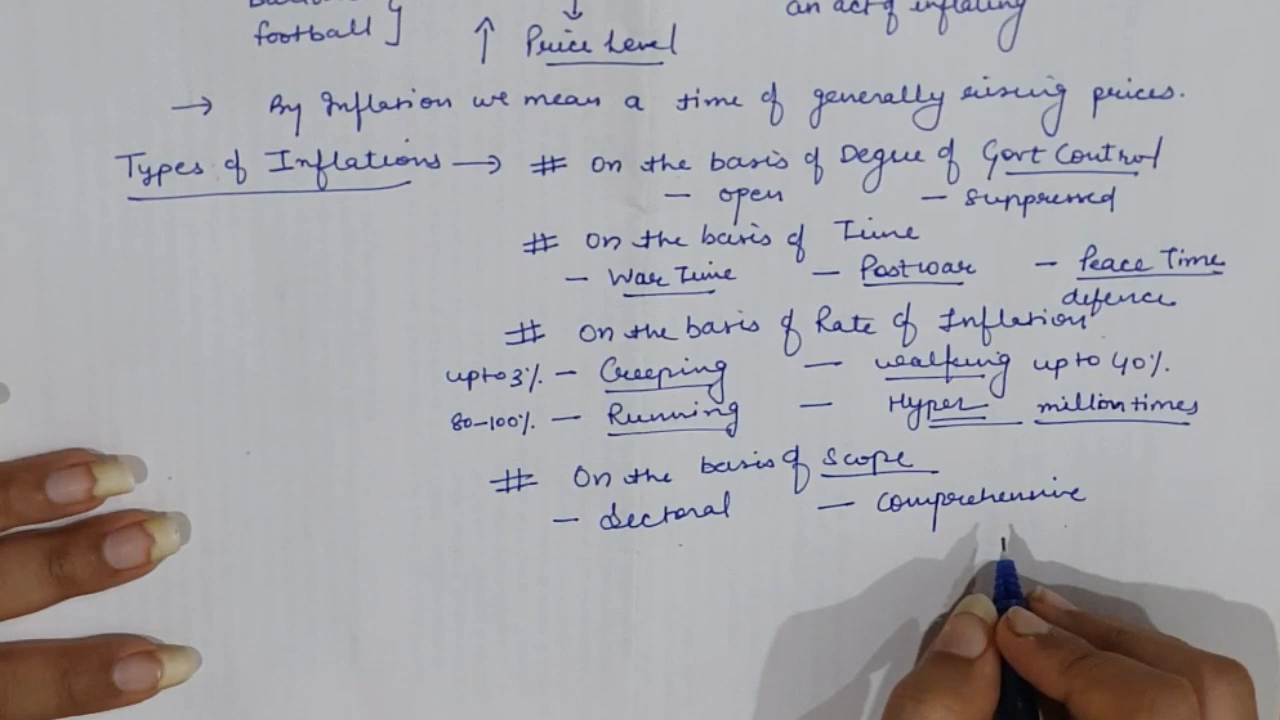 football }
↑ Price Level
an act of inflating
→ By Inflation we mean a time of generally rising prices.
Types of Inflations → # On the basis of Degree of Govt Control
- open - suppressed
# On the basis of Time
- War Time - Postwar - Peace Time
defence
# On the basis of Rate of Inflation
upto 3% - Creeping - walking up to 40%.
80-100% - Running - Hyper million times
# On the basis of Scope
- Sectoral - Comprehensive